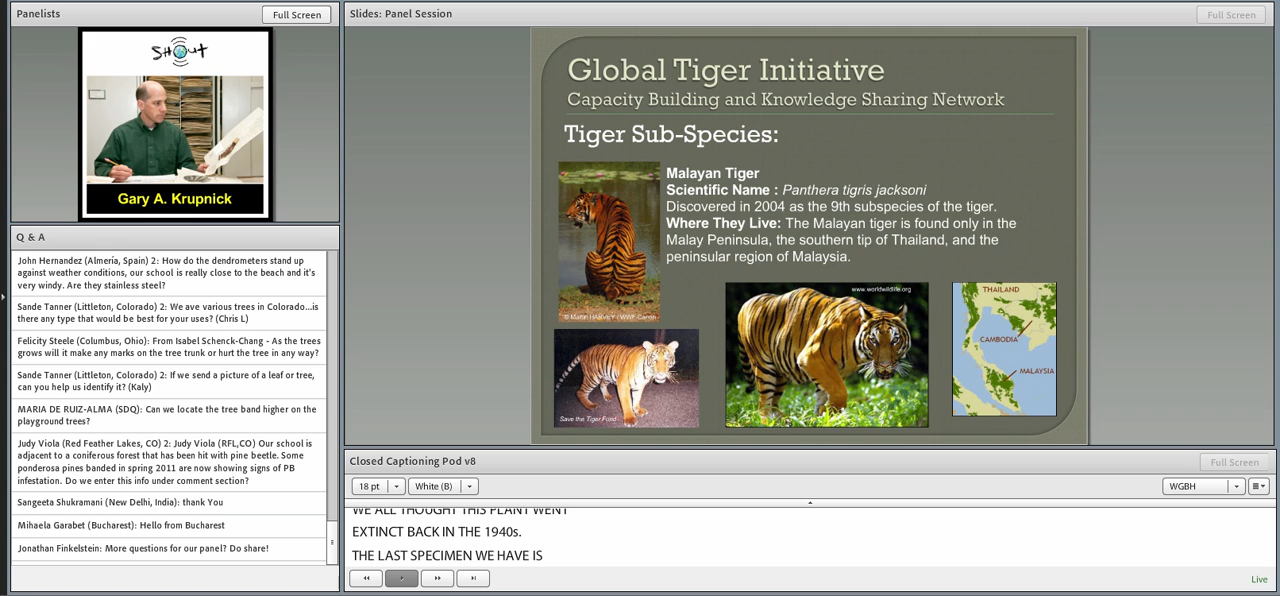 Panelists
Full Screen
SHOUT
Gary A. Krupnick
Q & A
John Hernandez (Almería, Spain) 2: How do the dendrometers stand up
against weather conditions, our school is really close to the beach and it's
very windy. Are they stainless steel?
Sande Tanner (Littleton, Colorado) 2: We ave various trees in Colorado...is
there any type that would be best for your uses? (Chris L)
Felicity Steele (Columbus, Ohio): From Isabel Schenck-Chang - As the trees
grows will it make any marks on the tree trunk or hurt the tree in any way?
Sande Tanner (Littleton, Colorado) 2: If we send a picture of a leaf or tree,
can you help us identify it? (Kaly)
MARIA DE RUIZ-ALMA (SDQ): Can we locate the tree band higher on the
playground trees?
Judy Viola (Red Feather Lakes, CO) 2: Judy Viola (RFL,CO) Our school is
adjacent to a coniferous forest that has been hit with pine beetle. Some
ponderosa pines banded in spring 2011 are now showing signs of PB
infestation. Do we enter this info under comment section?
Sangeeta Shukramani (New Delhi, India): thank You
Mihaela Garabet (Bucharest): Hello from Bucharest
Jonathan Finkelstein: More questions for our panel? Do share!
Slides: Panel Session
Full Screen
Global Tiger Initiative
Capacity Building and Knowledge Sharing Network
Tiger Sub-Species:
Malayan Tiger
Scientific Name : Panthera tigris jacksoni
Discovered in 2004 as the 9th subspecies of the tiger.
Where They Live: The Malayan tiger is found only in the
Malay Peninsula, the southern tip of Thailand, and the
peninsular region of Malaysia.
© Martin HARVEY / WWF-Canon
Save the Tiger Fund
www.worldwildlife.org
THAILAND
CAMBODIA
MALAYSIA
Closed Captioning Pod v8
Full Screen
18 pt
White (B)
WGBH
WE ALL THOUGHT THIS PLANT WENT
EXTINCT BACK IN THE 1940s.
THE LAST SPECIMEN WE HAVE IS
Live